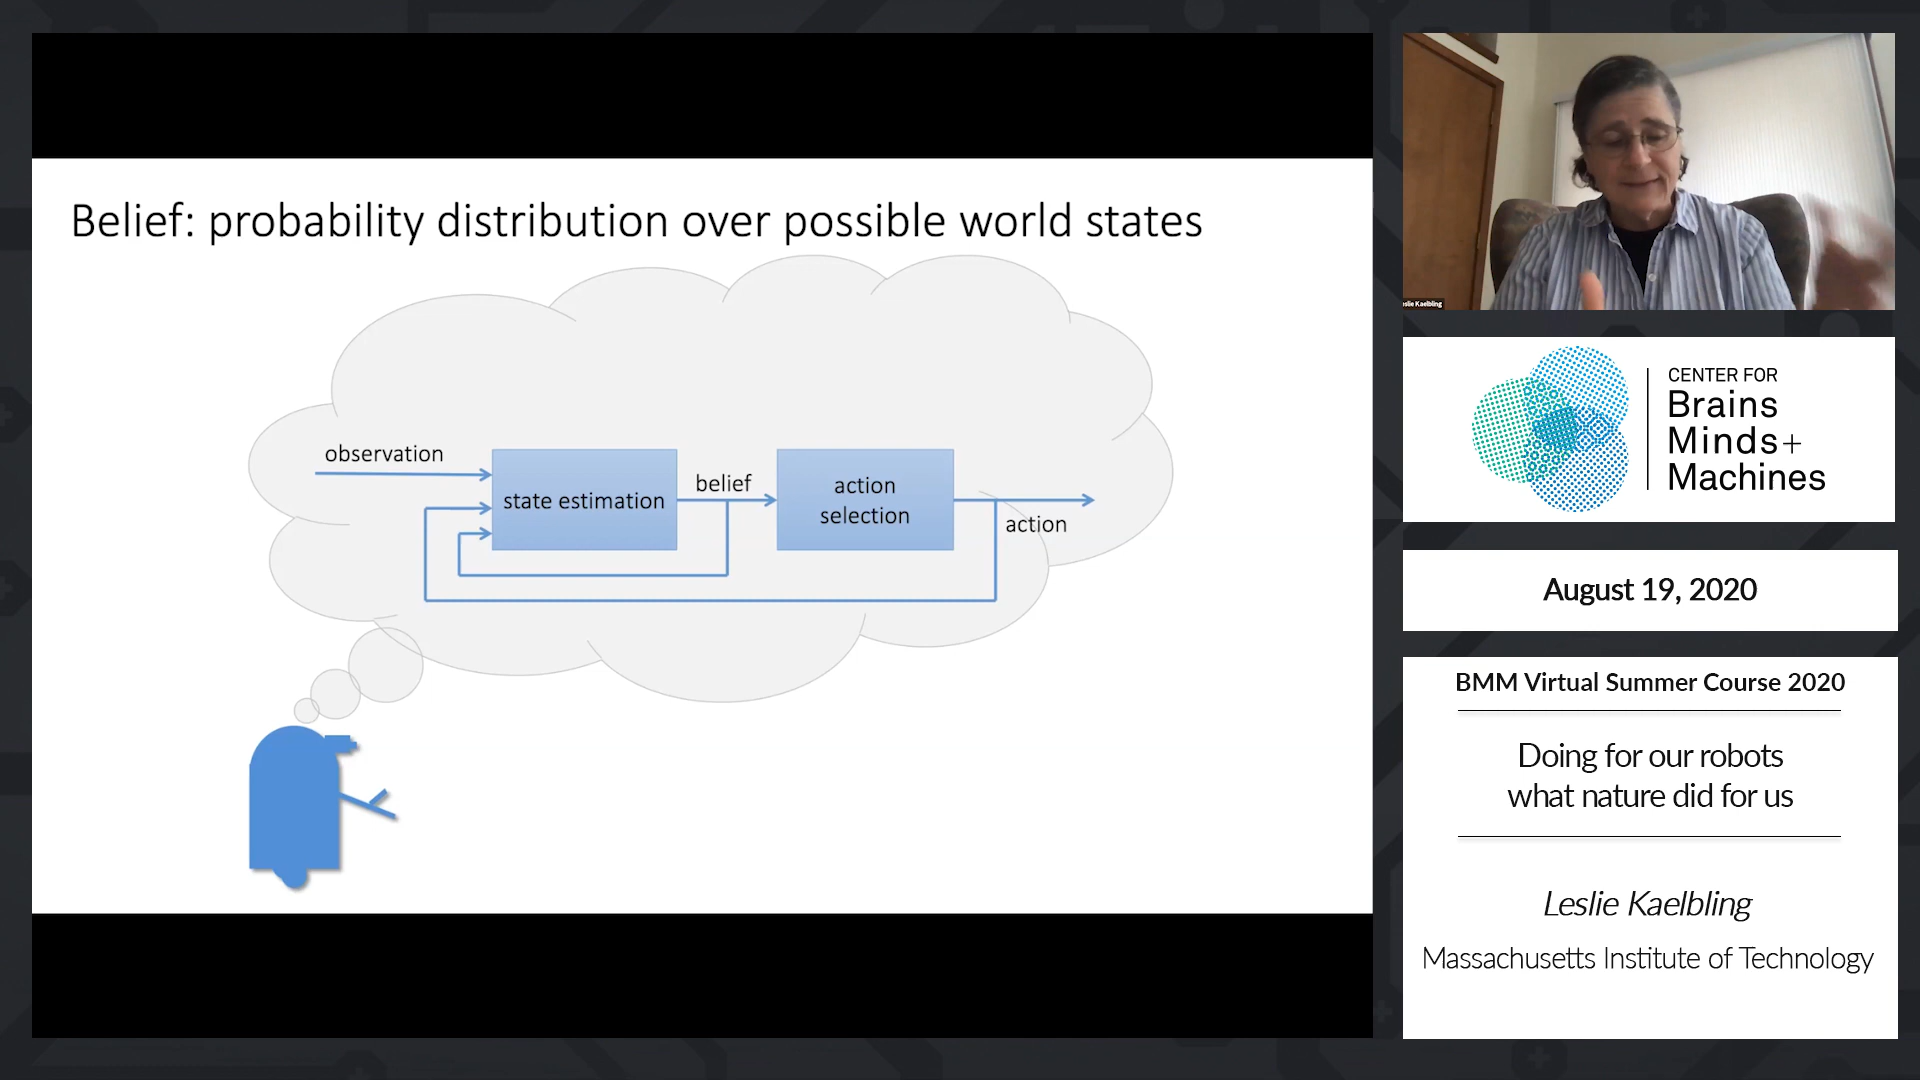 Belief: probability distribution over possible world states
observation
state estimation
belief
action
selection
action
Leslie Kaelbling
CENTER FOR
Brains
Minds+
Machines
August 19, 2020
BMM Virtual Summer Course 2020
Doing for our robots
what nature did for us
Leslie Kaelbling
Massachusetts Institute of Technology